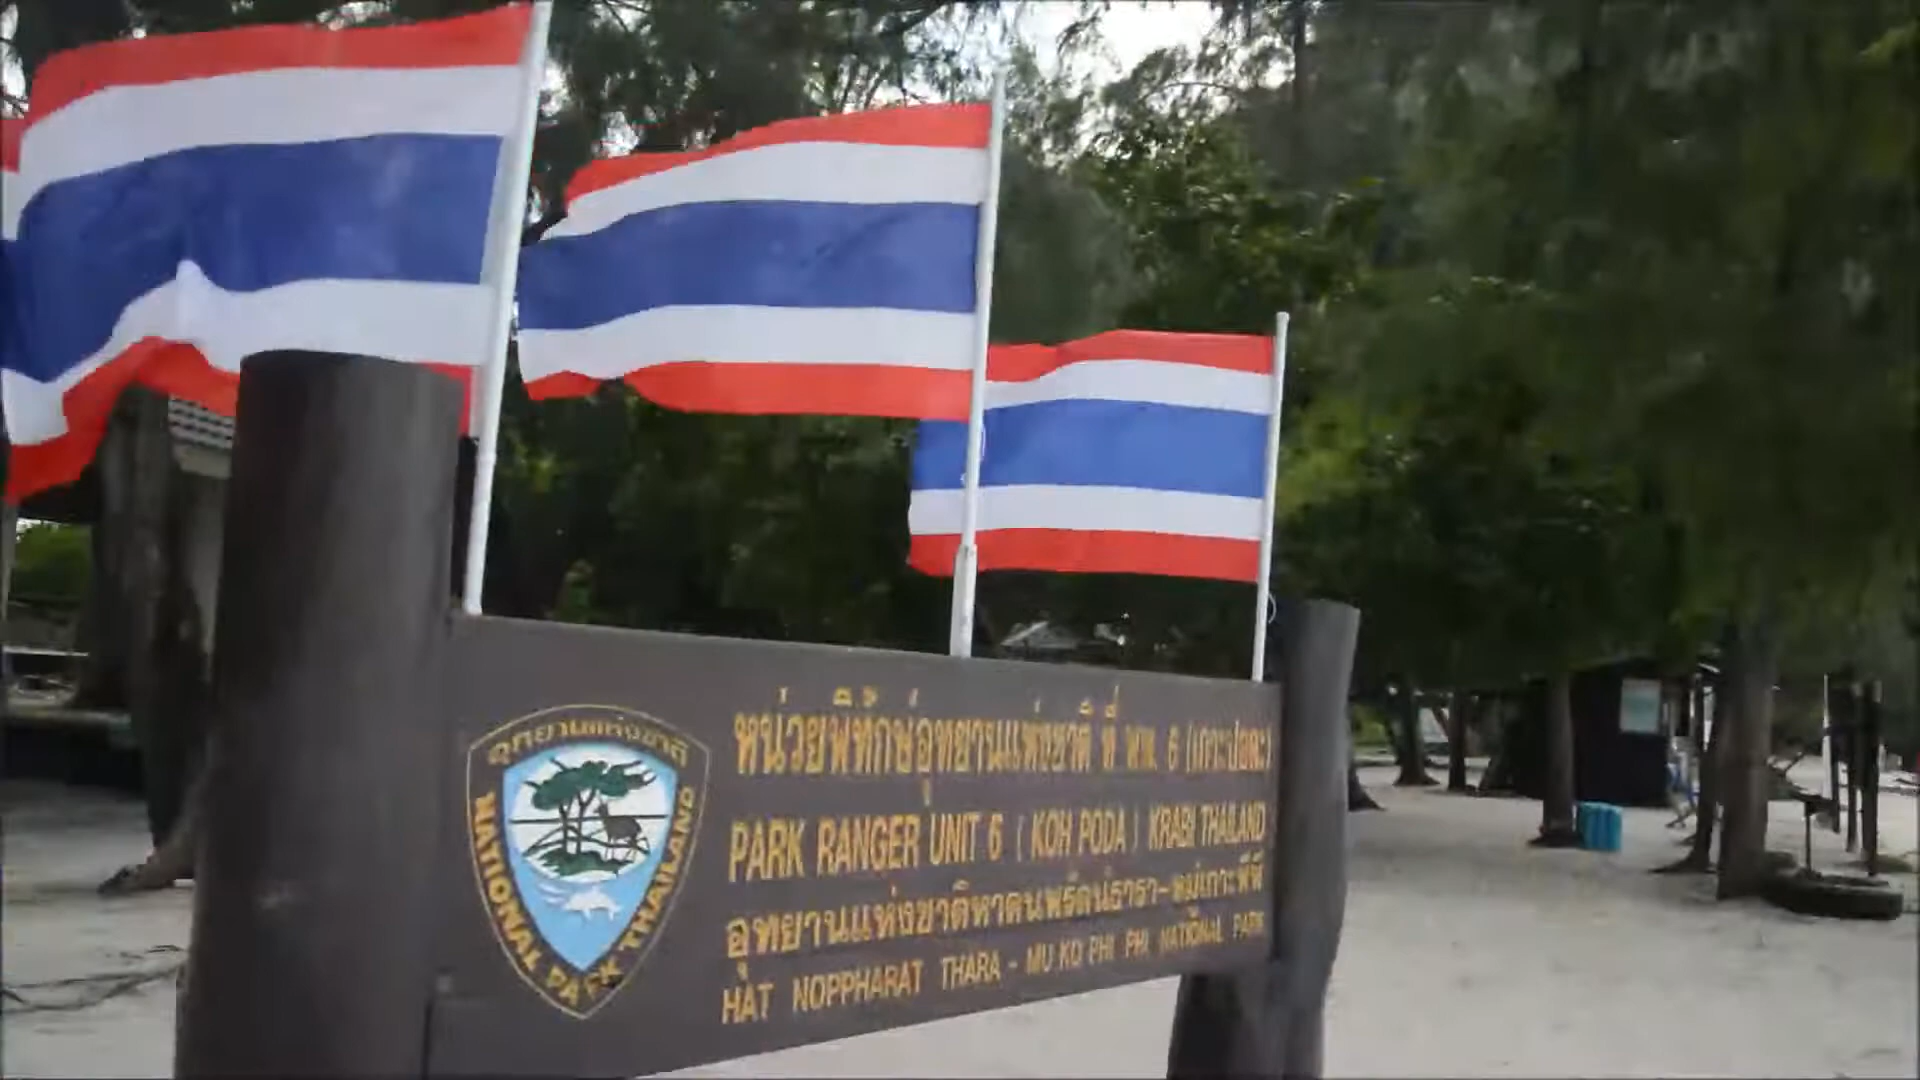 อุทยานแห่งชาติ
NATIONAL PARK THAILAND
หน่วยพิทักษ์อุทยานแห่งชาติ ที่ พพ. 6 (เกาะปอดะ)
PARK RANGER UNIT 6 ( KOH PODA ) KRABI THAILAND
อุทยานแห่งชาติหาดนพรัตน์ธารา-หมู่เกาะพีพี
HAT NOPPHARAT THARA - MU KO PHI PHI NATIONAL PARK